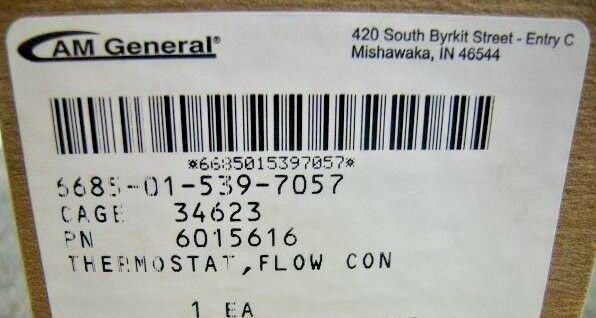 AM General®
420 South Byrkit Street - Entry C
Mishawaka, IN 46544
*6685015397057*
6685-01-539-7057
CAGE 34623
PN 6015616
THERMOSTAT,FLOW CON
1 EA